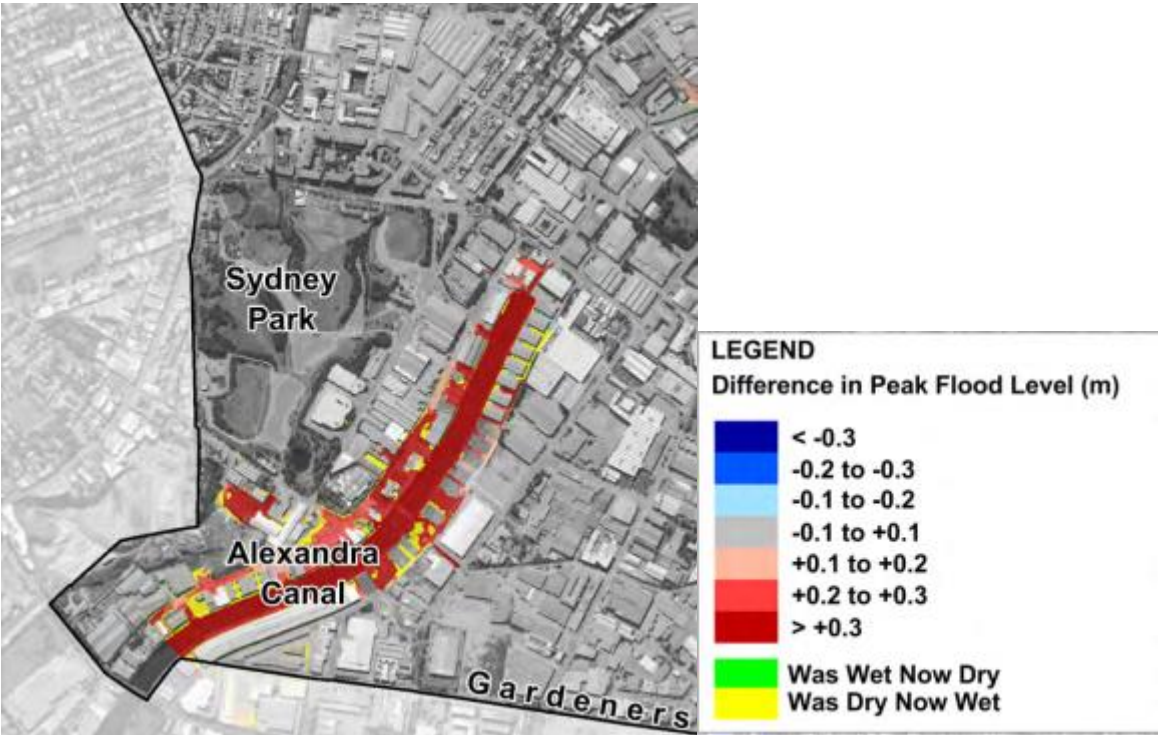 Sydney
Park
Alexandra
Canal
Gardeners
LEGEND
Difference in Peak Flood Level (m)
< -0.3
-0.2 to -0.3
-0.1 to -0.2
-0.1 to +0.1
+0.1 to +0.2
+0.2 to +0.3
> +0.3
Was Wet Now Dry
Was Dry Now Wet